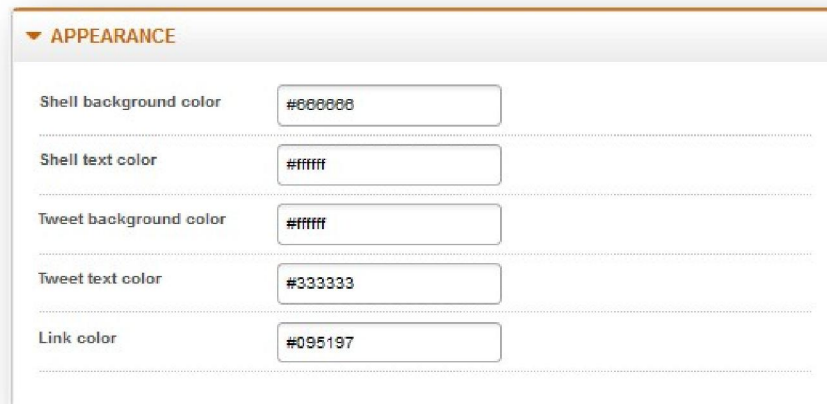 APPEARANCE
Shell background color #666666
Shell text color #ffffff
Tweet background color #ffffff
Tweet text color #333333
Link color #095197